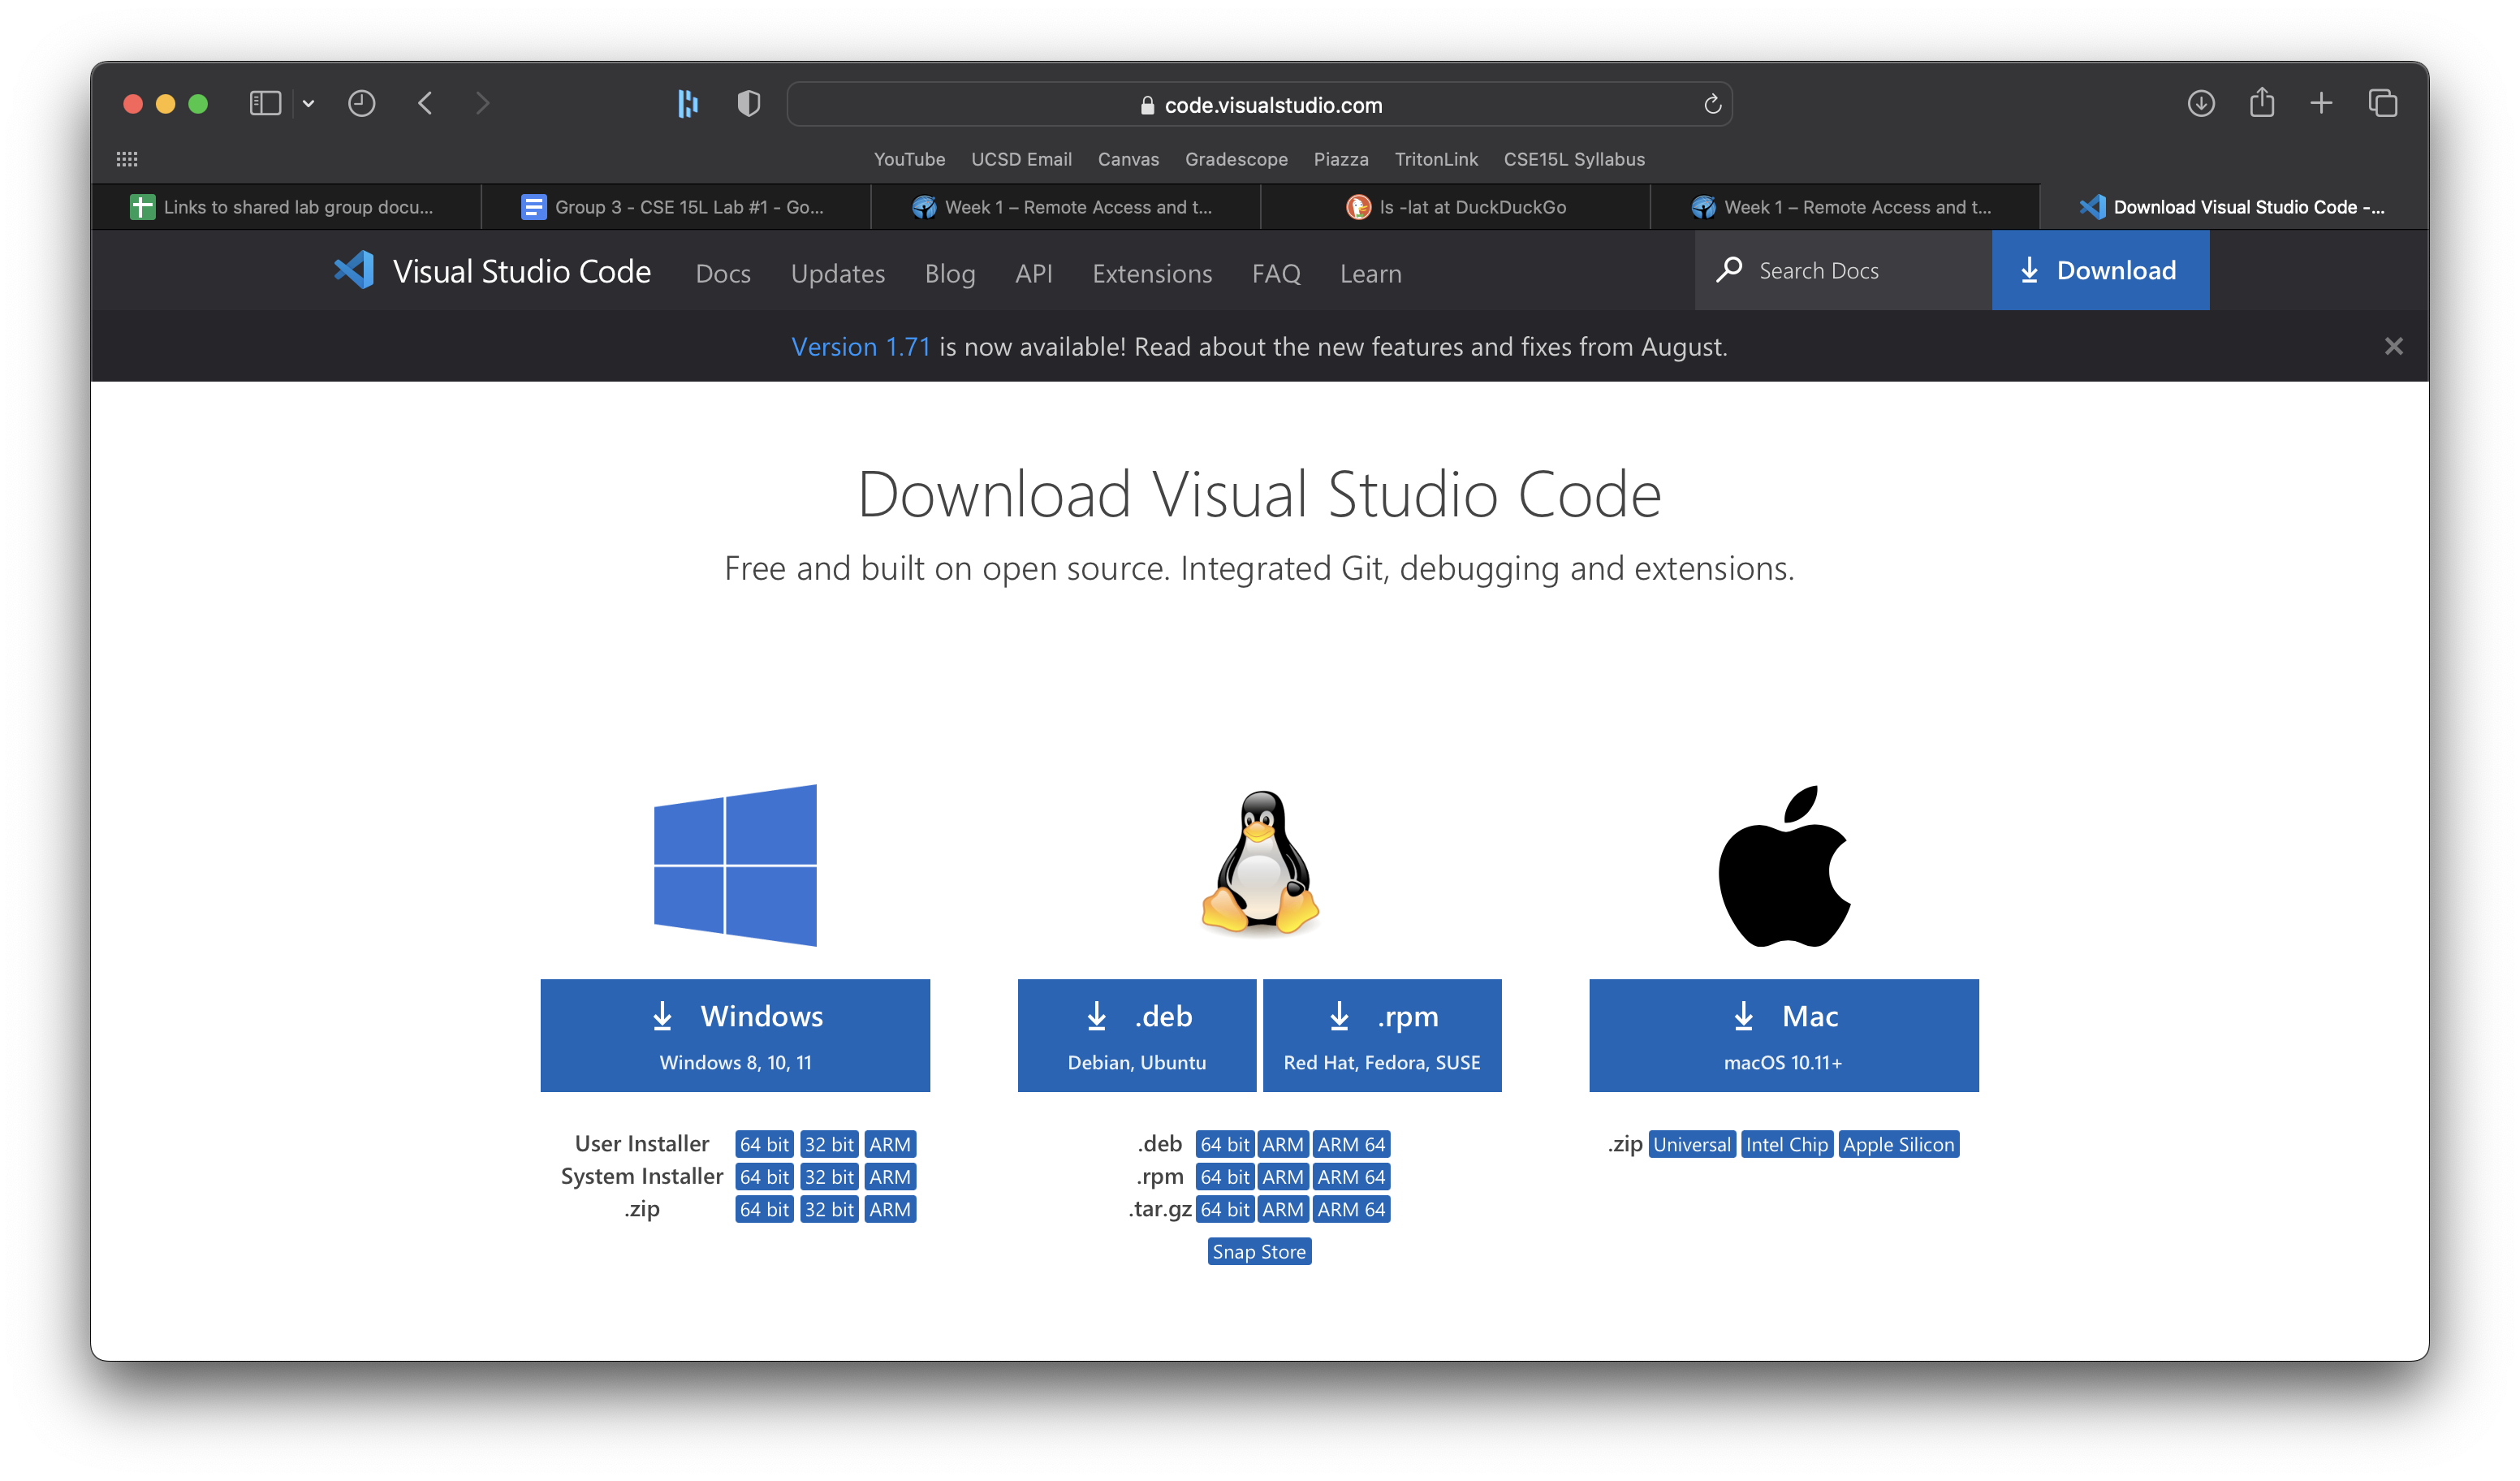 code.visualstudio.com
YouTube UCSD Email Canvas Gradescope Piazza TritonLink CSE15L Syllabus
Links to shared lab group docu... Group 3 - CSE 15L Lab #1 - Go... Week 1 – Remote Access and t... ls -lat at DuckDuckGo Week 1 – Remote Access and t... Download Visual Studio Code -...
Visual Studio Code Docs Updates Blog API Extensions FAQ Learn Search Docs Download
Version 1.71 is now available! Read about the new features and fixes from August.
Download Visual Studio Code
Free and built on open source. Integrated Git, debugging and extensions.
Windows .deb .rpm Mac
Windows 8, 10, 11 Debian, Ubuntu Red Hat, Fedora, SUSE macOS 10.11+
User Installer 64 bit 32 bit ARM .deb 64 bit ARM ARM 64 .zip Universal Intel Chip Apple Silicon
System Installer 64 bit 32 bit ARM .rpm 64 bit ARM ARM 64
.zip 64 bit 32 bit ARM .tar.gz 64 bit ARM ARM 64
Snap Store